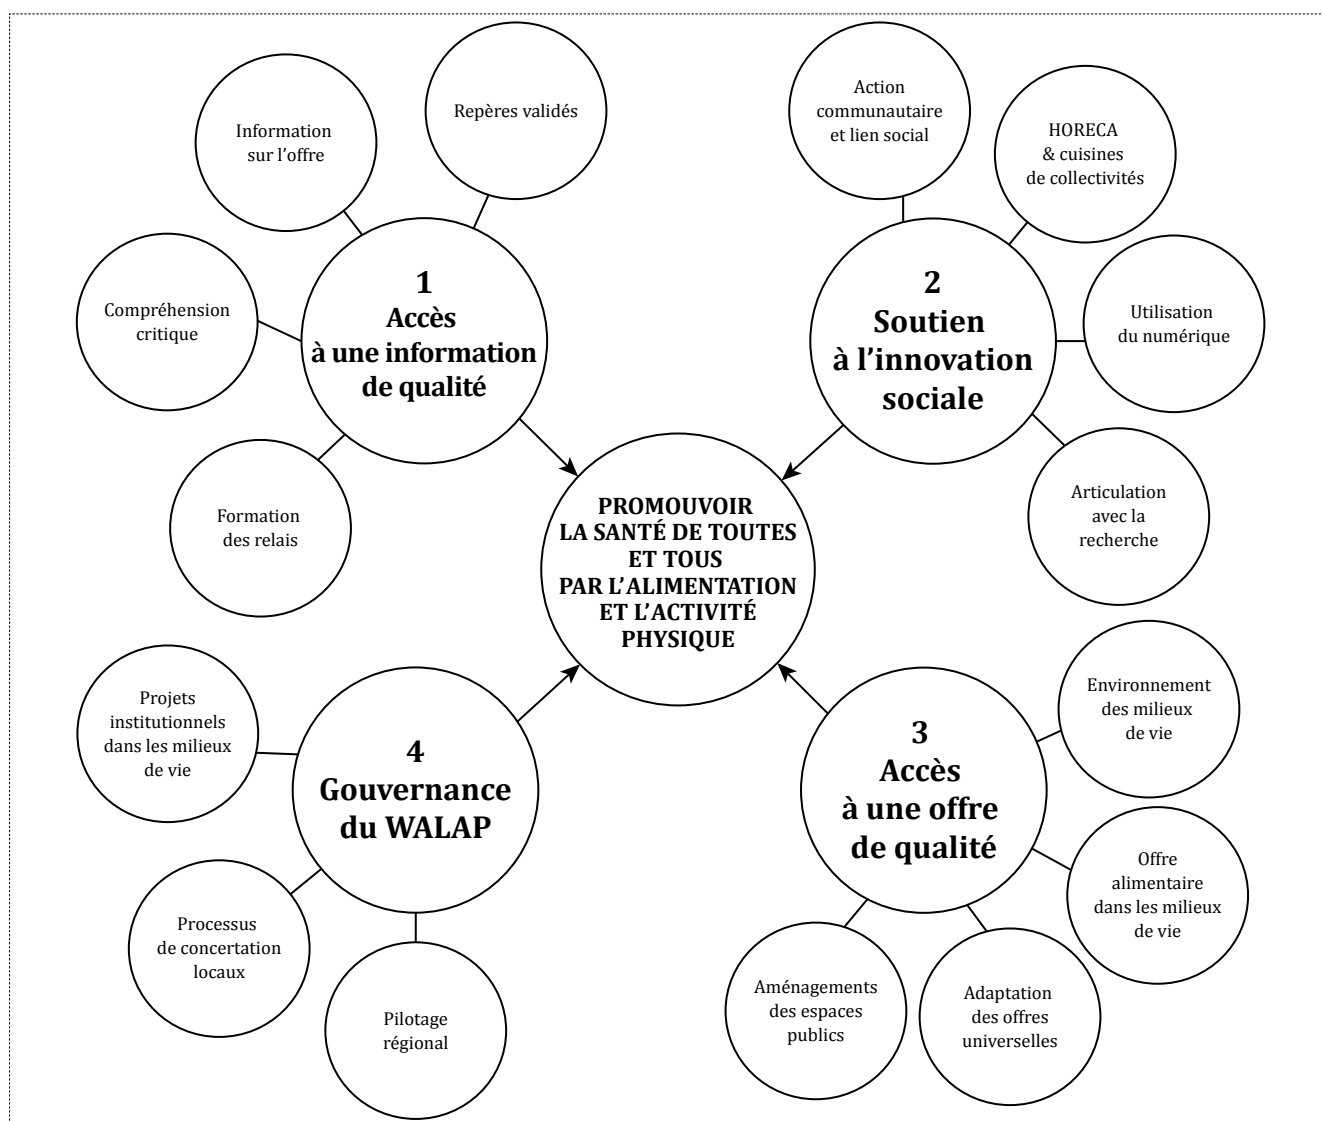 Repères validés
Information
sur l’offre
Compréhension
critique
Formation
des relais
1
Accès
à une information
de qualité
Action
communautaire
et lien social
HORECA
& cuisines
de collectivités
Utilisation
du numérique
Articulation
avec la
recherche
2
Soutien
à l’innovation
sociale
PROMOUVOIR
LA SANTÉ DE TOUTES
ET TOUS
PAR L’ALIMENTATION
ET L’ACTIVITÉ
PHYSIQUE
Projets
institutionnels
dans les milieux
de vie
4
Gouvernance
du WALAP
Processus
de concertation
locaux
Pilotage
régional
3
Accès
à une offre
de qualité
Environnement
des milieux
de vie
Offre
alimentaire
dans les milieux
de vie
Adaptation
des offres
universelles
Aménagements
des espaces
publics